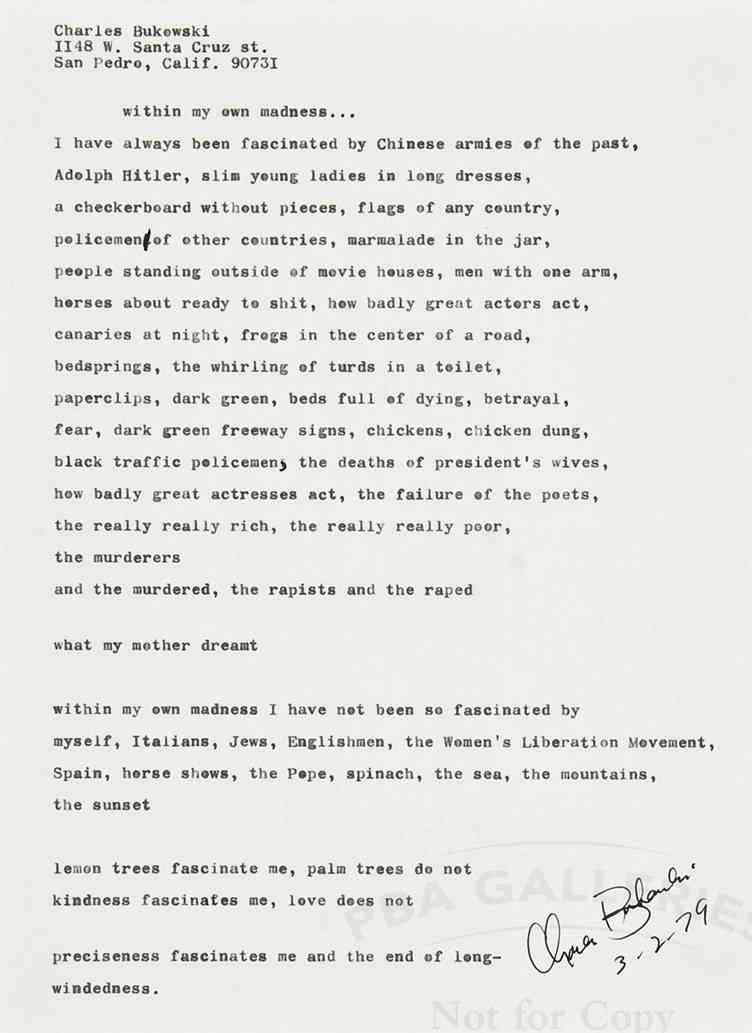 Charles Bukowski
II48 W. Santa Cruz st.
San Pedro, Calif. 9073I
within my own madness...
I have always been fascinated by Chinese armies of the past,
Adolph Hitler, slim young ladies in long dresses,
a checkerboard without pieces, flags of any country,
policemen of other countries, marmalade in the jar,
people standing outside of movie houses, men with one arm,
horses about ready to shit, how badly great actors act,
canaries at night, frogs in the center of a road,
bedsprings, the whirling of turds in a toilet,
paperclips, dark green, beds full of dying, betrayal,
fear, dark green freeway signs, chickens, chicken dung,
black traffic policemen, the deaths of president's wives,
how badly great actresses act, the failure of the poets,
the really really rich, the really really poor,
the murderers
and the murdered, the rapists and the raped
what my mother dreamt
within my own madness I have not been so fascinated by
myself, Italians, Jews, Englishmen, the Women's Liberation Movement,
Spain, horse shows, the Pope, spinach, the sea, the mountains,
the sunset
lemon trees fascinate me, palm trees do not
kindness fascinates me, love does not
preciseness fascinates me and the end of long-
windedness.
Charles Bukowski
3-2-79
PBA GALLERIES
Not for Copy